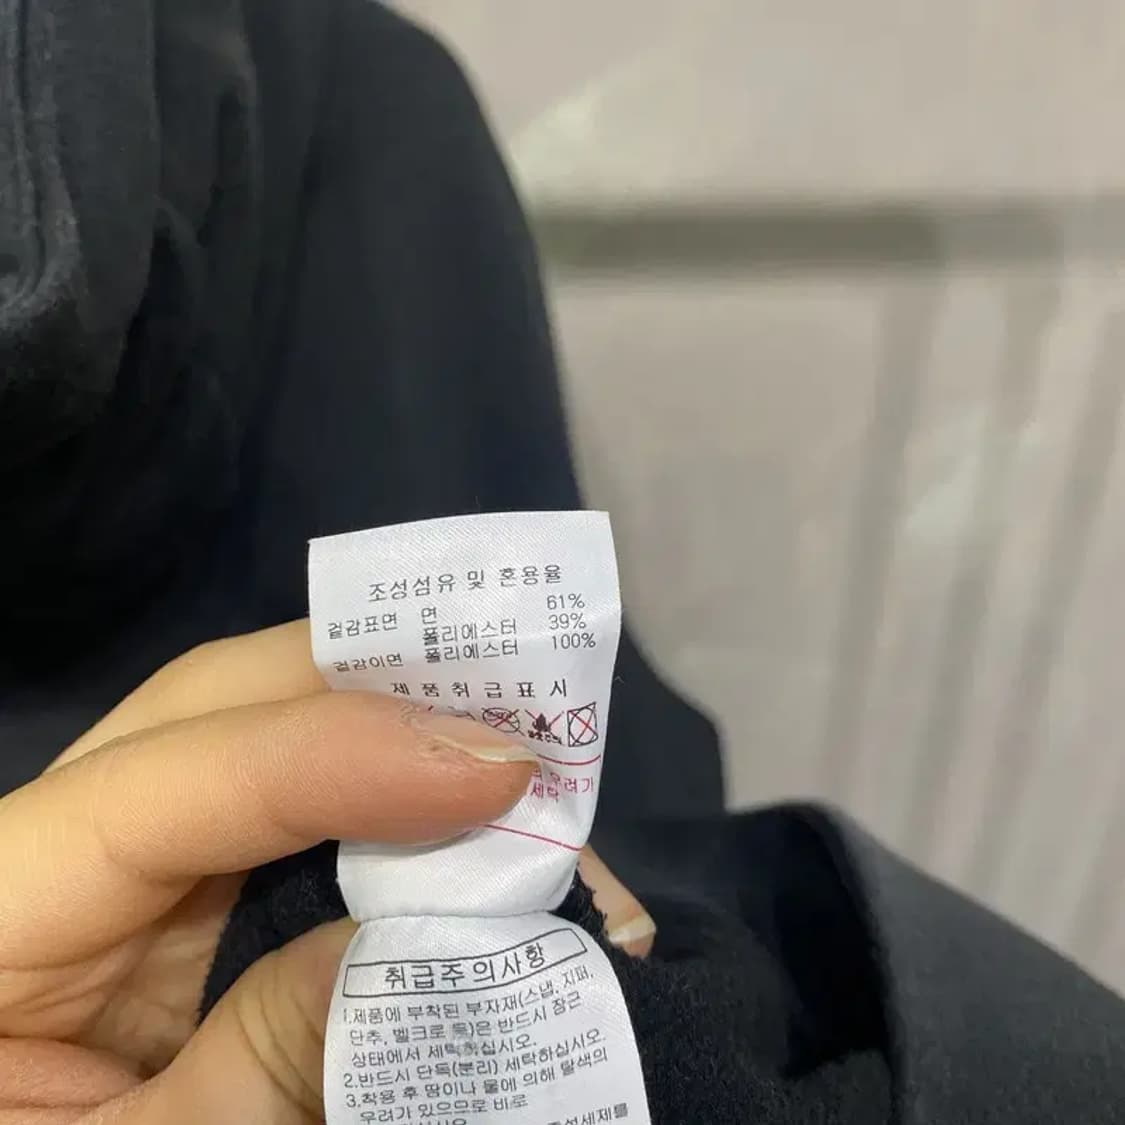 조성섬유 및 혼용율
겉감표면 면 61%
폴리에스터 39%
겉감이면 폴리에스터 100%
제품취급표시
우려기
세탁
취급주의사항
1.제품에 부착된 부자재(스냅, 지퍼,
단추, 벨크로 등)은 반드시 잠근
상태에서 세탁하십시오.
2.반드시 단독(분리) 세탁하십시오.
3.착용 후 땀이나 물에 의해 탈색의
우려가 있으므로 바로